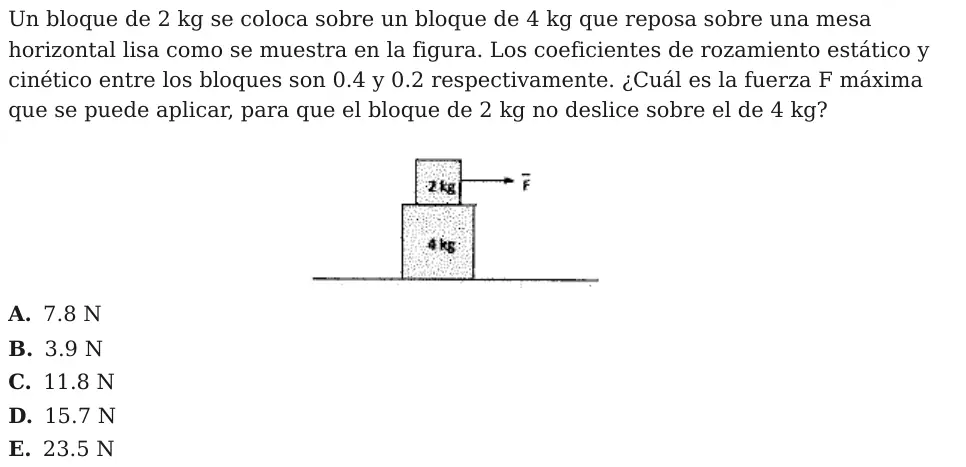 Un bloque de 2 kg se coloca sobre un bloque de 4 kg que reposa sobre una mesa
horizontal lisa como se muestra en la figura. Los coeficientes de rozamiento estático y
cinético entre los bloques son 0.4 y 0.2 respectivamente. ¿Cuál es la fuerza F máxima
que se puede aplicar, para que el bloque de 2 kg no deslice sobre el de 4 kg?
2 kg
F
4 kg
A. 7.8 N
B. 3.9 N
C. 11.8 N
D. 15.7 N
E. 23.5 N